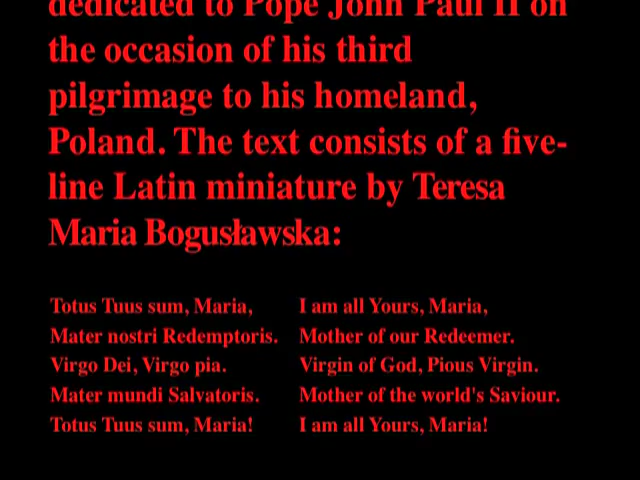 dedicated to Pope John Paul II on
the occasion of his third
pilgrimage to his homeland,
Poland. The text consists of a five-
line Latin miniature by Teresa
Maria Bogusławska:
Totus Tuus sum, Maria,
Mater nostri Redemptoris.
Virgo Dei, Virgo pia.
Mater mundi Salvatoris.
Totus Tuus sum, Maria!
I am all Yours, Maria,
Mother of our Redeemer.
Virgin of God, Pious Virgin.
Mother of the world's Saviour.
I am all Yours, Maria!